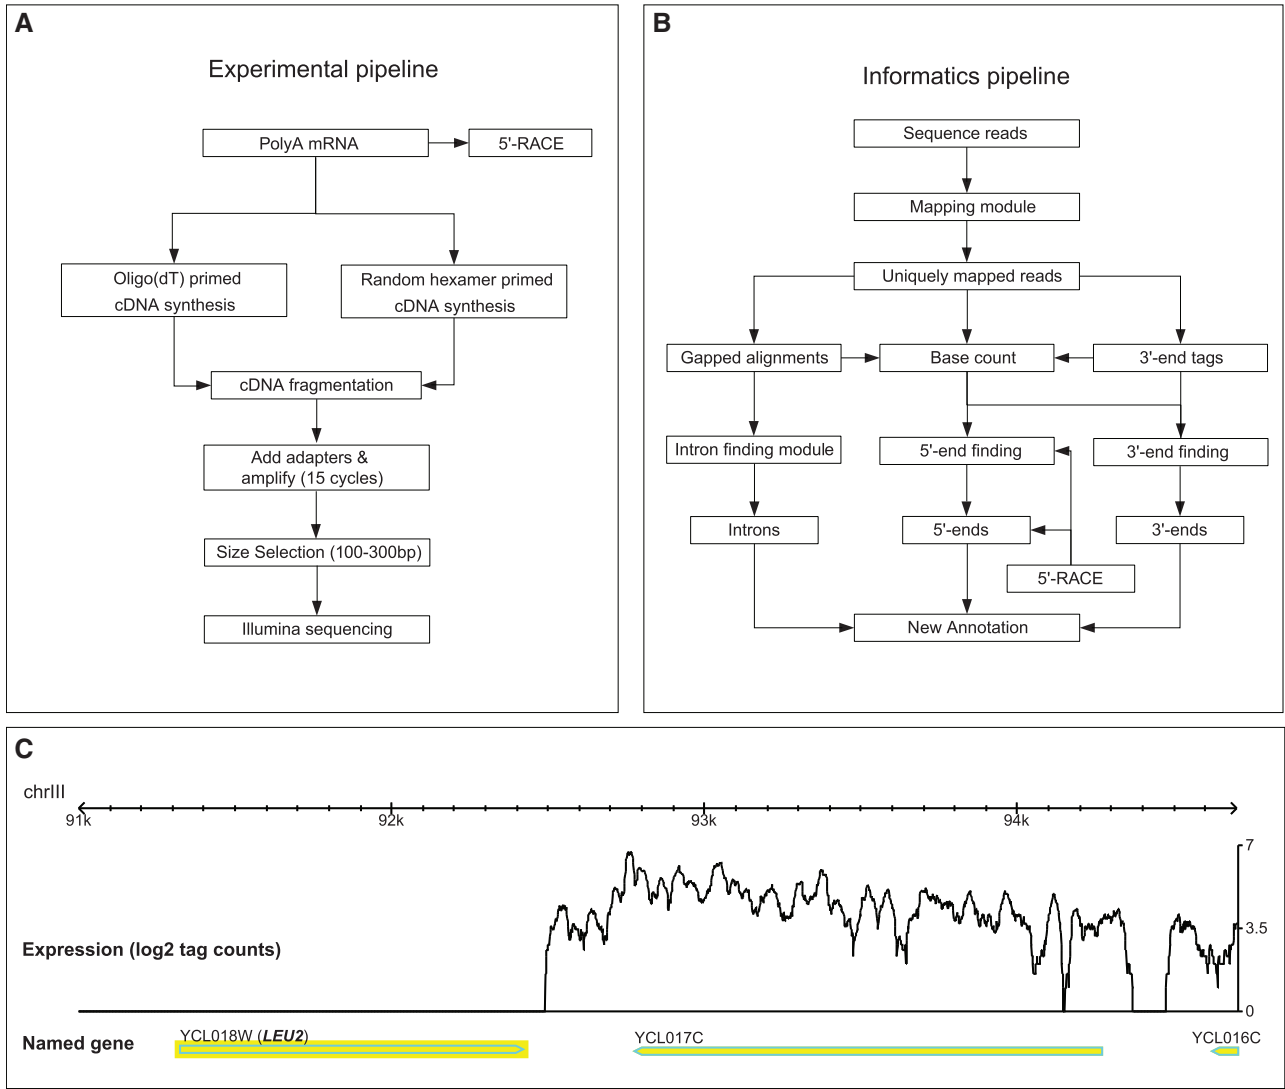 A
Experimental pipeline
PolyA mRNA
5'-RACE
Oligo(dT) primed
cDNA synthesis
Random hexamer primed
cDNA synthesis
cDNA fragmentation
Add adapters &
amplify (15 cycles)
Size Selection (100-300bp)
Illumina sequencing
B
Informatics pipeline
Sequence reads
Mapping module
Uniquely mapped reads
Gapped alignments
Base count
3'-end tags
Intron finding module
5'-end finding
3'-end finding
Introns
5'-ends
3'-ends
5'-RACE
New Annotation
C
chrIII
91k
92k
93k
94k
7
3.5
0
Expression (log2 tag counts)
Named gene
YCL018W (LEU2)
YCL017C
YCL016C